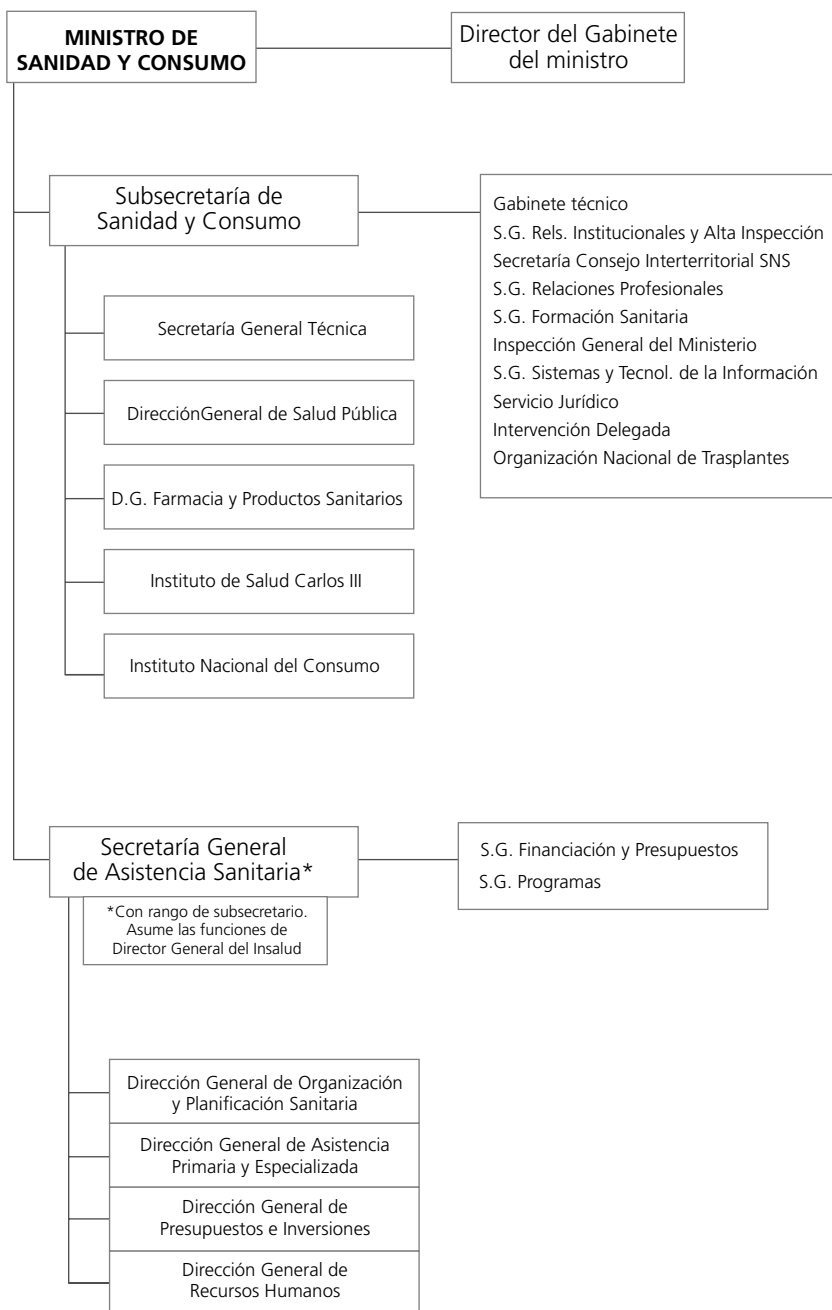 MINISTRO DE
SANIDAD Y CONSUMO
Director del Gabinete
del ministro
Subsecretaría de
Sanidad y Consumo
Gabinete técnico
S.G. Rels. Institucionales y Alta Inspección
Secretaría Consejo Interterritorial SNS
S.G. Relaciones Profesionales
S.G. Formación Sanitaria
Inspección General del Ministerio
S.G. Sistemas y Tecnol. de la Información
Servicio Jurídico
Intervención Delegada
Organización Nacional de Trasplantes
Secretaría General Técnica
DirecciónGeneral de Salud Pública
D.G. Farmacia y Productos Sanitarios
Instituto de Salud Carlos III
Instituto Nacional del Consumo
Secretaría General
de Asistencia Sanitaria*
*Con rango de subsecretario.
Asume las funciones de
Director General del Insalud
S.G. Financiación y Presupuestos
S.G. Programas
Dirección General de Organización
y Planificación Sanitaria
Dirección General de Asistencia
Primaria y Especializada
Dirección General de
Presupuestos e Inversiones
Dirección General de
Recursos Humanos